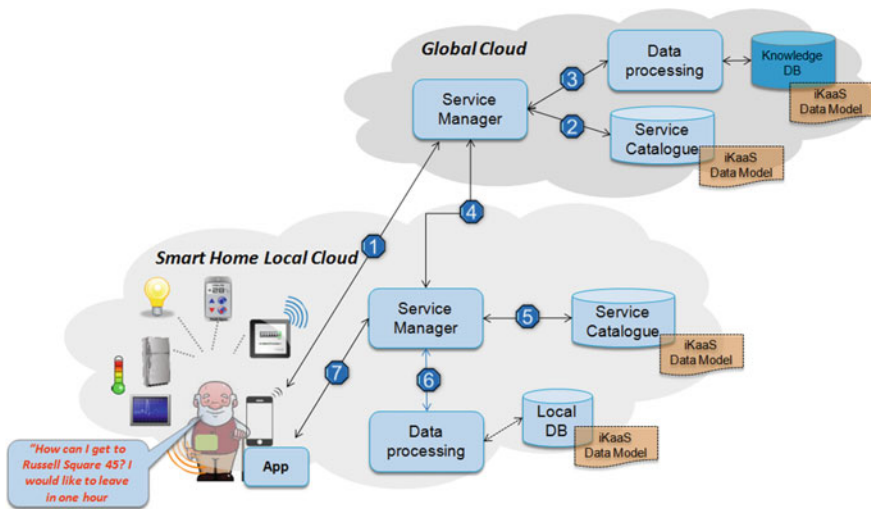 Global Cloud
Data
processing
Knowledge
DB
iKaaS
Data Model
3
Service
Manager
2
Service
Catalogue
iKaaS
Data Model
4
1
Smart Home Local Cloud
Service
Manager
5
Service
Catalogue
iKaaS
Data Model
7
6
Data
processing
Local
DB
iKaaS
Data Model
App
"How can I get to
Russell Square 45? I
would like to leave
in one hour